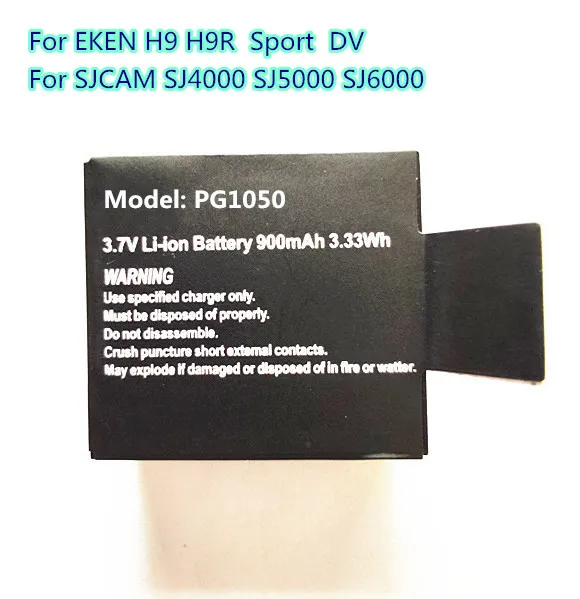 For EKEN H9 H9R Sport DV
For SJCAM SJ4000 SJ5000 SJ6000
Model: PG1050
3.7V Li-ion Battery 900mAh 3.33Wh
WARNING
Use specified charger only.
Must be disposed of properly.
Do not disassemble.
Crush puncture short external contacts.
May explode if damaged or disposed of in fire or watter.